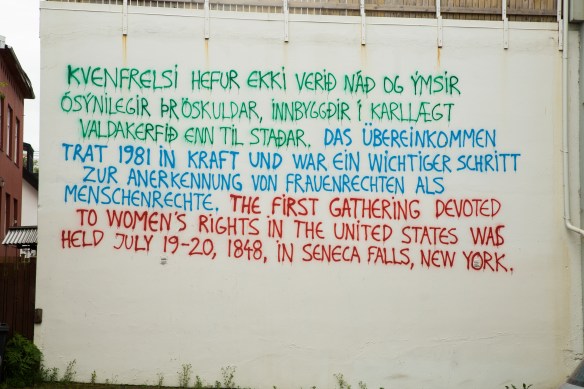 KVENFRELSI HEFUR EKKI VERIÐ NÁÐ OG ÝMSIR
ÓSÝNILEGIR ÞRÖSKULDAR, INNBYGGÐIR Í KARLLÆGT
VALDAKERFIÐ ENN TIL STAÐAR. DAS ÜBEREINKOMMEN
TRAT 1981 IN KRAFT UND WAR EIN WICHTIGER SCHRITT
ZUR ANERKENNUNG VON FRAUENRECHTEN ALS
MENSCHENRECHTE. THE FIRST GATHERING DEVOTED
TO WOMEN'S RIGHTS IN THE UNITED STATES WAS
HELD JULY 19-20, 1848, IN SENECA FALLS, NEW YORK.